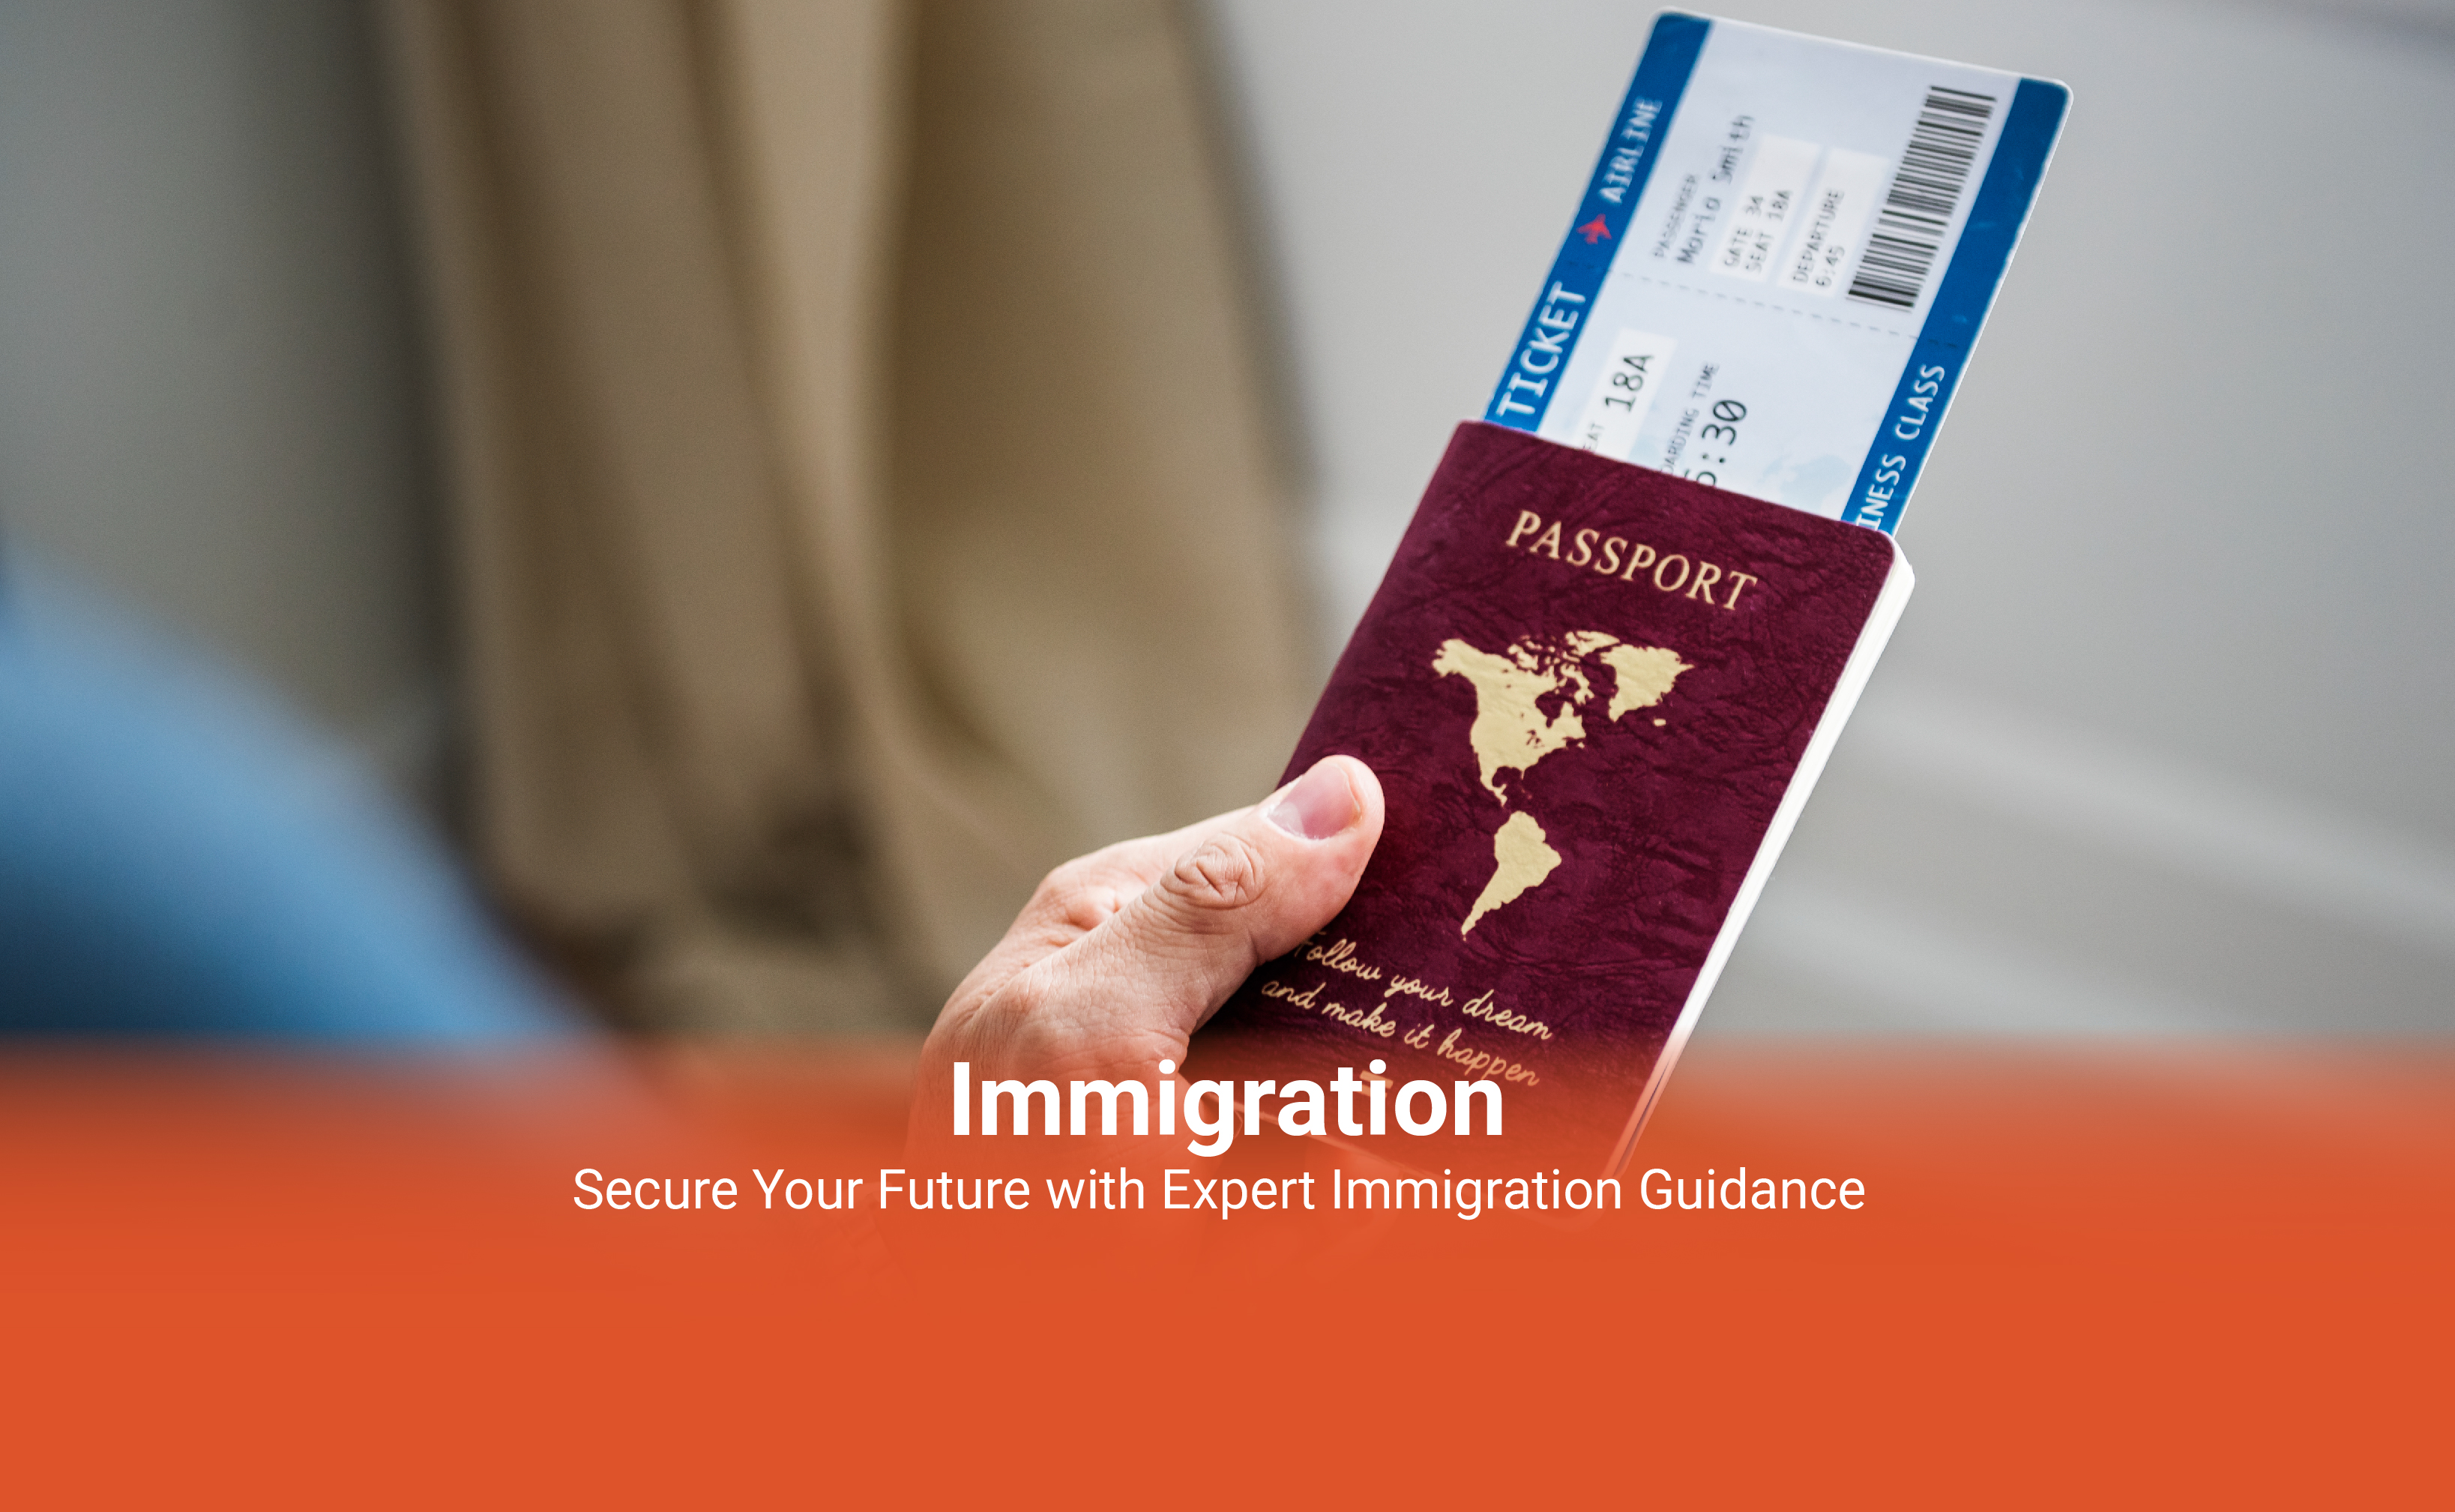 TICKET AIRLINE
PASSENGER
Mario Smith
GATE 34
SEAT 18A
DEPARTURE
6:45
18A
:30
CLASS
PASSPORT
Follow your dream
and make it happen
Immigration
Secure Your Future with Expert Immigration Guidance